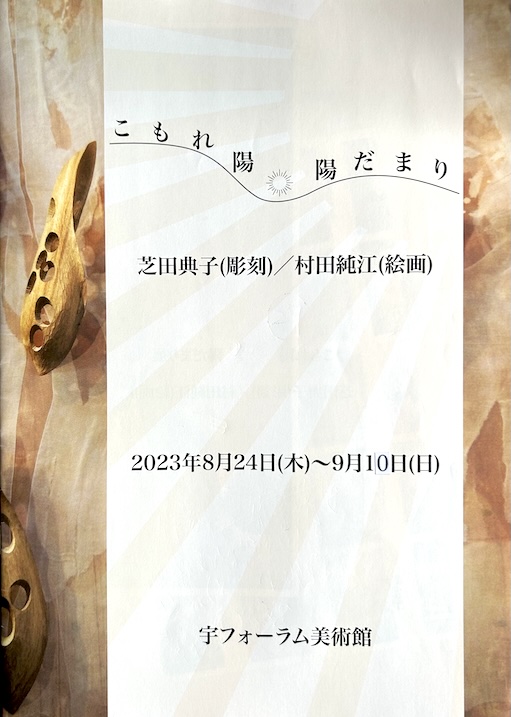 こもれ陽 陽だまり
芝田典子(彫刻)／村田純江(絵画)
2023年8月24日(木)～9月10日(日)
宇フォーラム美術館